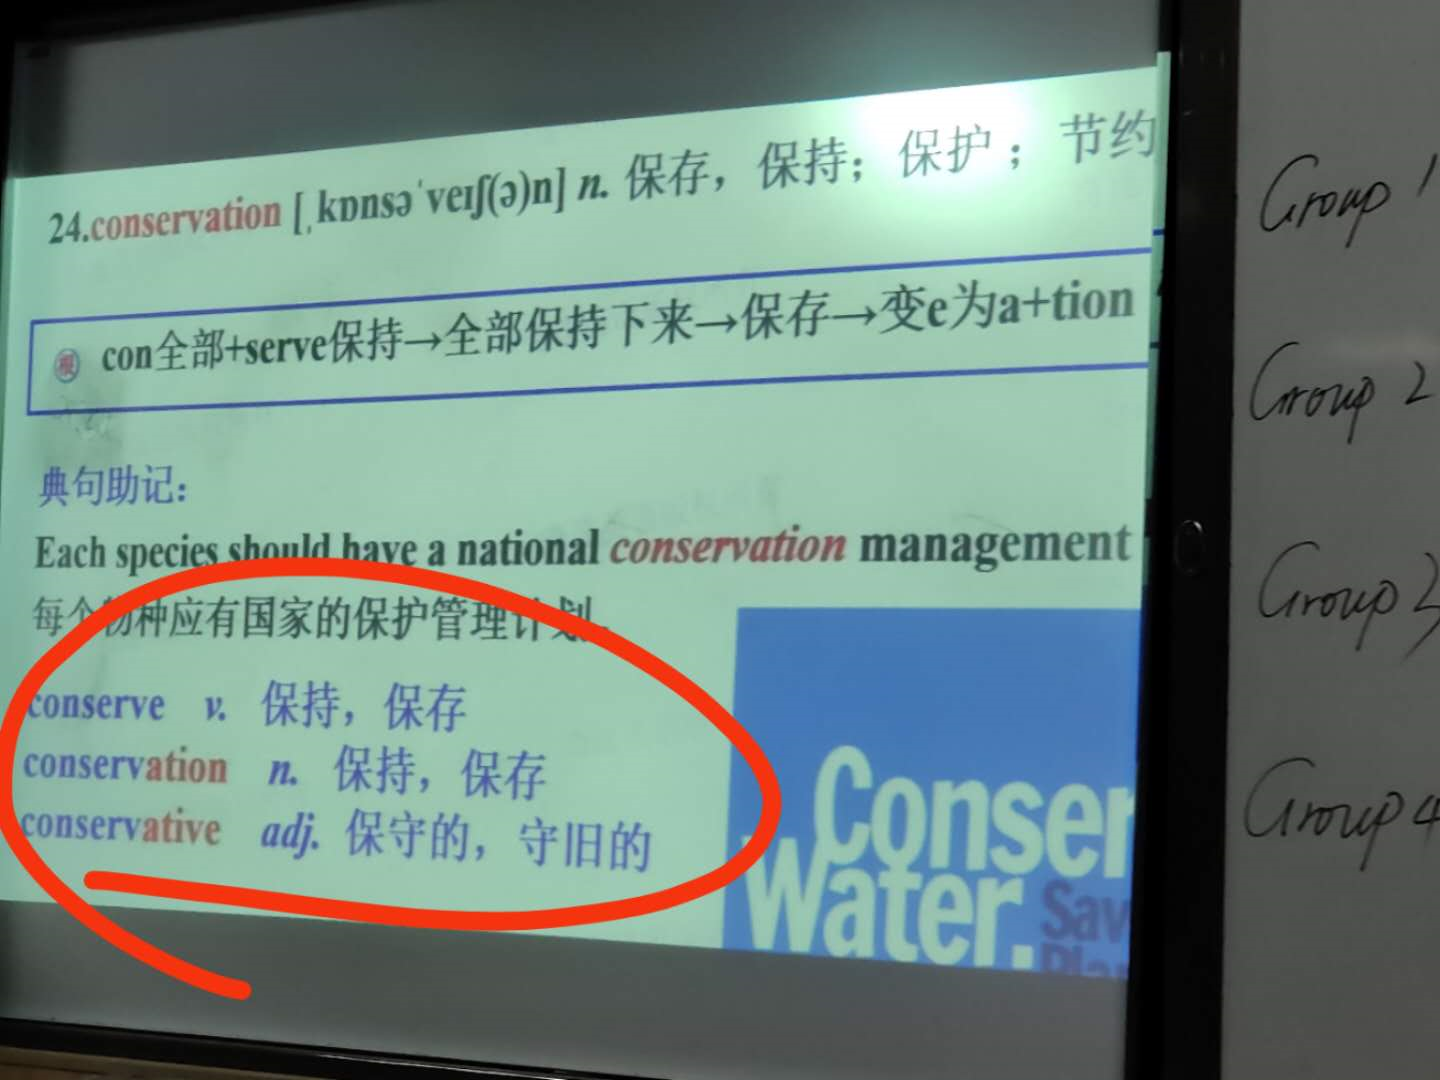 24.conservation [ˌkɒnsəˈveɪʃ(ə)n] n. 保存，保持；保护 ；节约
根 con全部+serve保持→全部保持下来→保存→变e为a+tion
典句助记：
Each species should have a national conservation management
每个物种应有国家的保护管理计划。
conserve v. 保持，保存
conservation n. 保持，保存
conservative adj. 保守的，守旧的
Conser
Water.
Sav
Plan
Group 1
Group 2
Group 3
Group 4